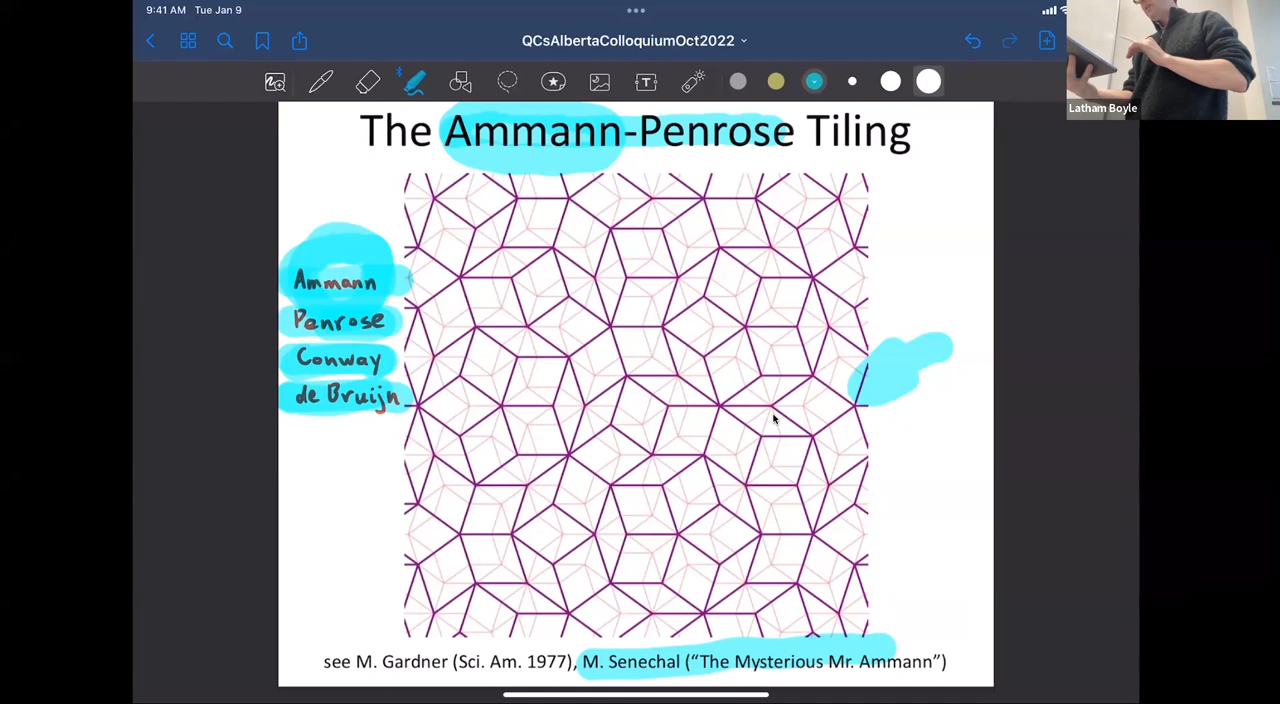 9:41 AM Tue Jan 9
QCsAlbertaColloquiumOct2022
Latham Boyle
The Ammann-Penrose Tiling
Ammann
Penrose
Conway
de Bruijn
see M. Gardner (Sci. Am. 1977), M. Senechal (“The Mysterious Mr. Ammann”)